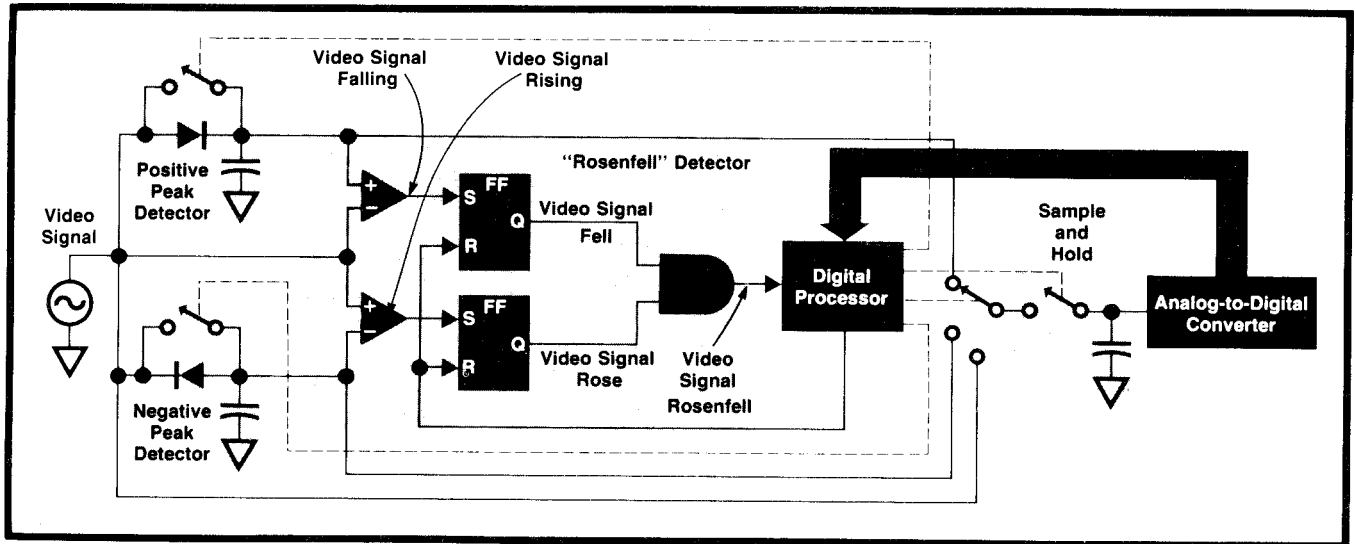 Video Signal
Falling
Video Signal
Rising
Positive
Peak
Detector
"Rosenfell" Detector
+
−
S
FF
Q
R
Video Signal
Fell
Video
Signal
+
−
S
FF
Q
R
Video Signal
Rose
Video
Signal
Rosenfell
Digital
Processor
Sample
and
Hold
Analog-to-Digital
Converter
Negative
Peak
Detector